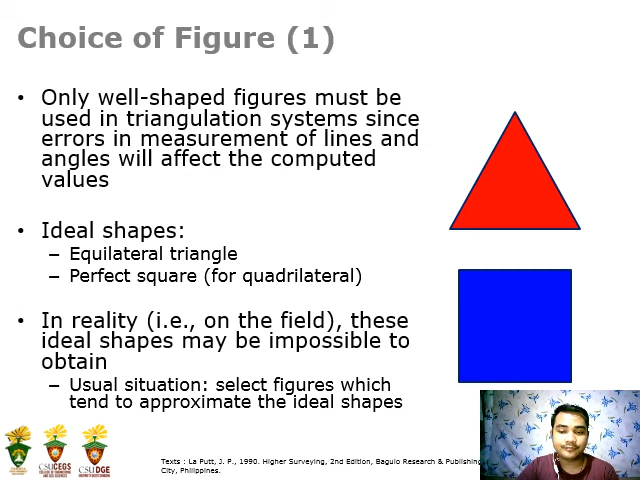 Choice of Figure (1)
• Only well-shaped figures must be
used in triangulation systems since
errors in measurement of lines and
angles will affect the computed
values
• Ideal shapes:
– Equilateral triangle
– Perfect square (for quadrilateral)
• In reality (i.e., on the field), these
ideal shapes may be impossible to
obtain
– Usual situation: select figures which
tend to approximate the ideal shapes
CSUCEGS
CSUDGE
Texts : La Putt, J. P., 1990. Higher Surveying, 2nd Edition, Baguio Research & Publishing
City, Philippines.